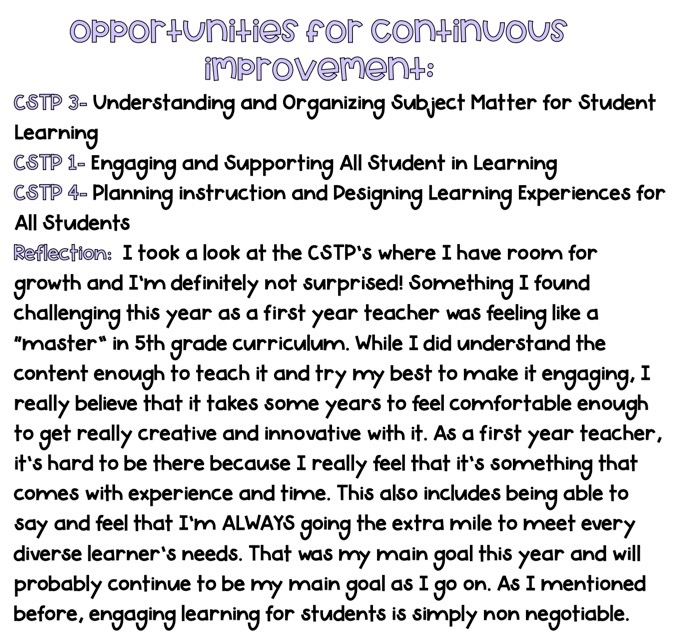 Opportunities for Continuous
improvement:
CSTP 3- Understanding and Organizing Subject Matter for Student
Learning
CSTP 1- Engaging and Supporting All Student in Learning
CSTP 4- Planning instruction and Designing Learning Experiences for
All Students
Reflection: I took a look at the CSTP's where I have room for
growth and I'm definitely not surprised! Something I found
challenging this year as a first year teacher was feeling like a
"master" in 5th grade curriculum. While I did understand the
content enough to teach it and try my best to make it engaging, I
really believe that it takes some years to feel comfortable enough
to get really creative and innovative with it. As a first year teacher,
it's hard to be there because I really feel that it's something that
comes with experience and time. This also includes being able to
say and feel that I'm ALWAYS going the extra mile to meet every
diverse learner's needs. That was my main goal this year and will
probably continue to be my main goal as I go on. As I mentioned
before, engaging learning for students is simply non negotiable.